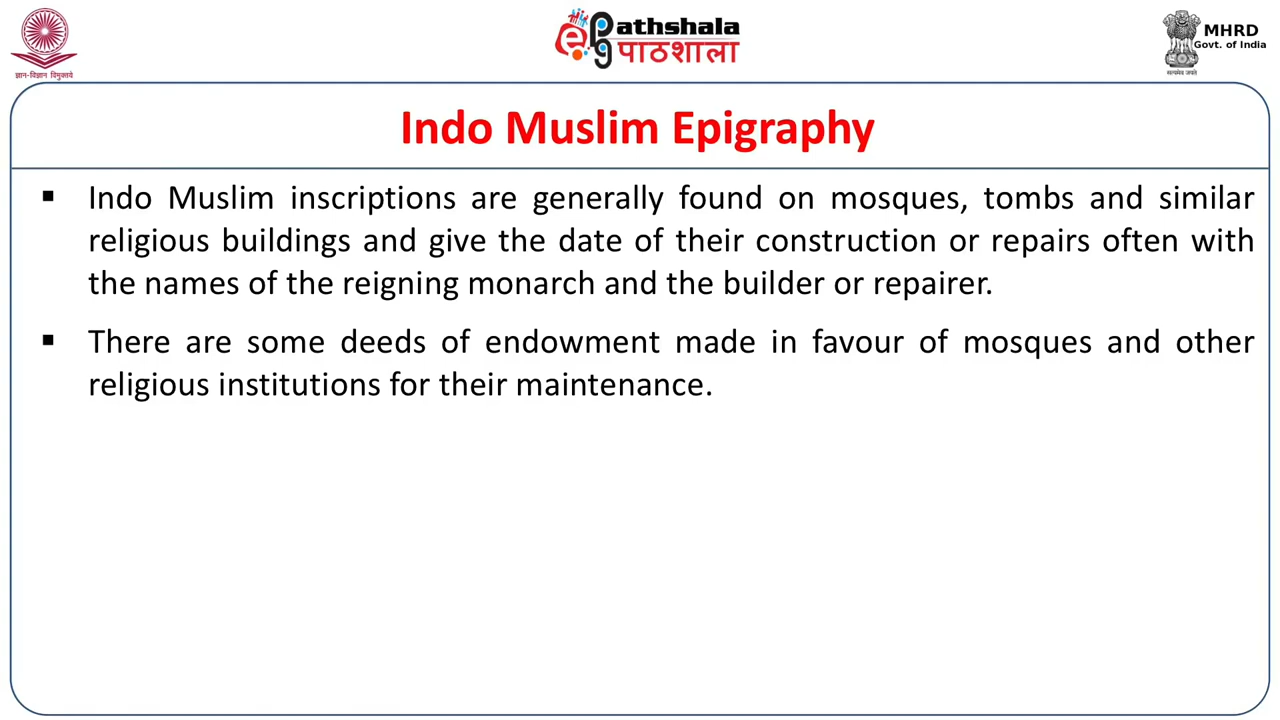 ज्ञान-विज्ञान विमुक्तये
ePathshala
पाठशाला
MHRD
Govt. of India
सत्यमेव जयते
Indo Muslim Epigraphy
▪ Indo Muslim inscriptions are generally found on mosques, tombs and similar
religious buildings and give the date of their construction or repairs often with
the names of the reigning monarch and the builder or repairer.
▪ There are some deeds of endowment made in favour of mosques and other
religious institutions for their maintenance.